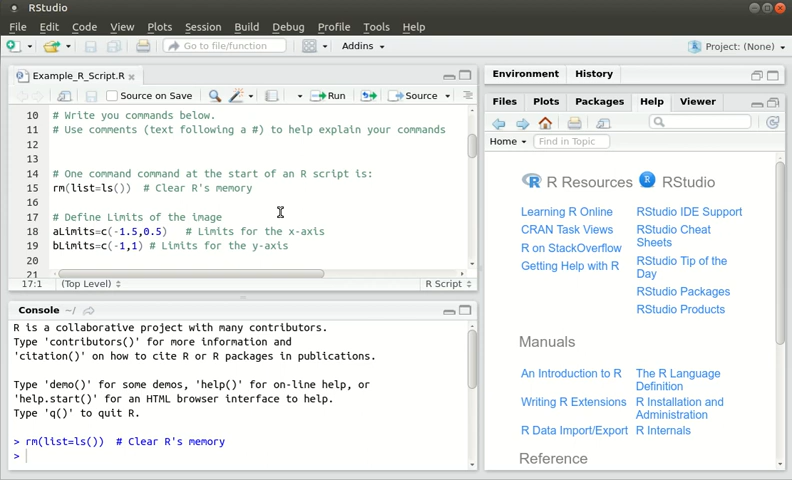 RStudio
File Edit Code View Plots Session Build Debug Profile Tools Help
Go to file/function Addins Project: (None)
Example_R_Script.R
Source on Save Run Source
10 # Write you commands below.
11 # Use comments (text following a #) to help explain your commands
12
13
14 # One command command at the start of an R script is:
15 rm(list=ls()) # Clear R's memory
16
17 # Define Limits of the image
18 aLimits=c(-1.5,0.5) # Limits for the x-axis
19 bLimits=c(-1,1) # Limits for the y-axis
20
21
17:1 (Top Level) R Script
Console ~/
R is a collaborative project with many contributors.
Type 'contributors()' for more information and
'citation()' on how to cite R or R packages in publications.
Type 'demo()' for some demos, 'help()' for on-line help, or
'help.start()' for an HTML browser interface to help.
Type 'q()' to quit R.
> rm(list=ls()) # Clear R's memory
>
Environment History
Files Plots Packages Help Viewer
Home Find in Topic
R Resources
Learning R Online
CRAN Task Views
R on StackOverflow
Getting Help with R
RStudio
RStudio IDE Support
RStudio Cheat
Sheets
RStudio Tip of the
Day
RStudio Packages
RStudio Products
Manuals
An Introduction to R
Writing R Extensions
R Data Import/Export
The R Language
Definition
R Installation and
Administration
R Internals
Reference